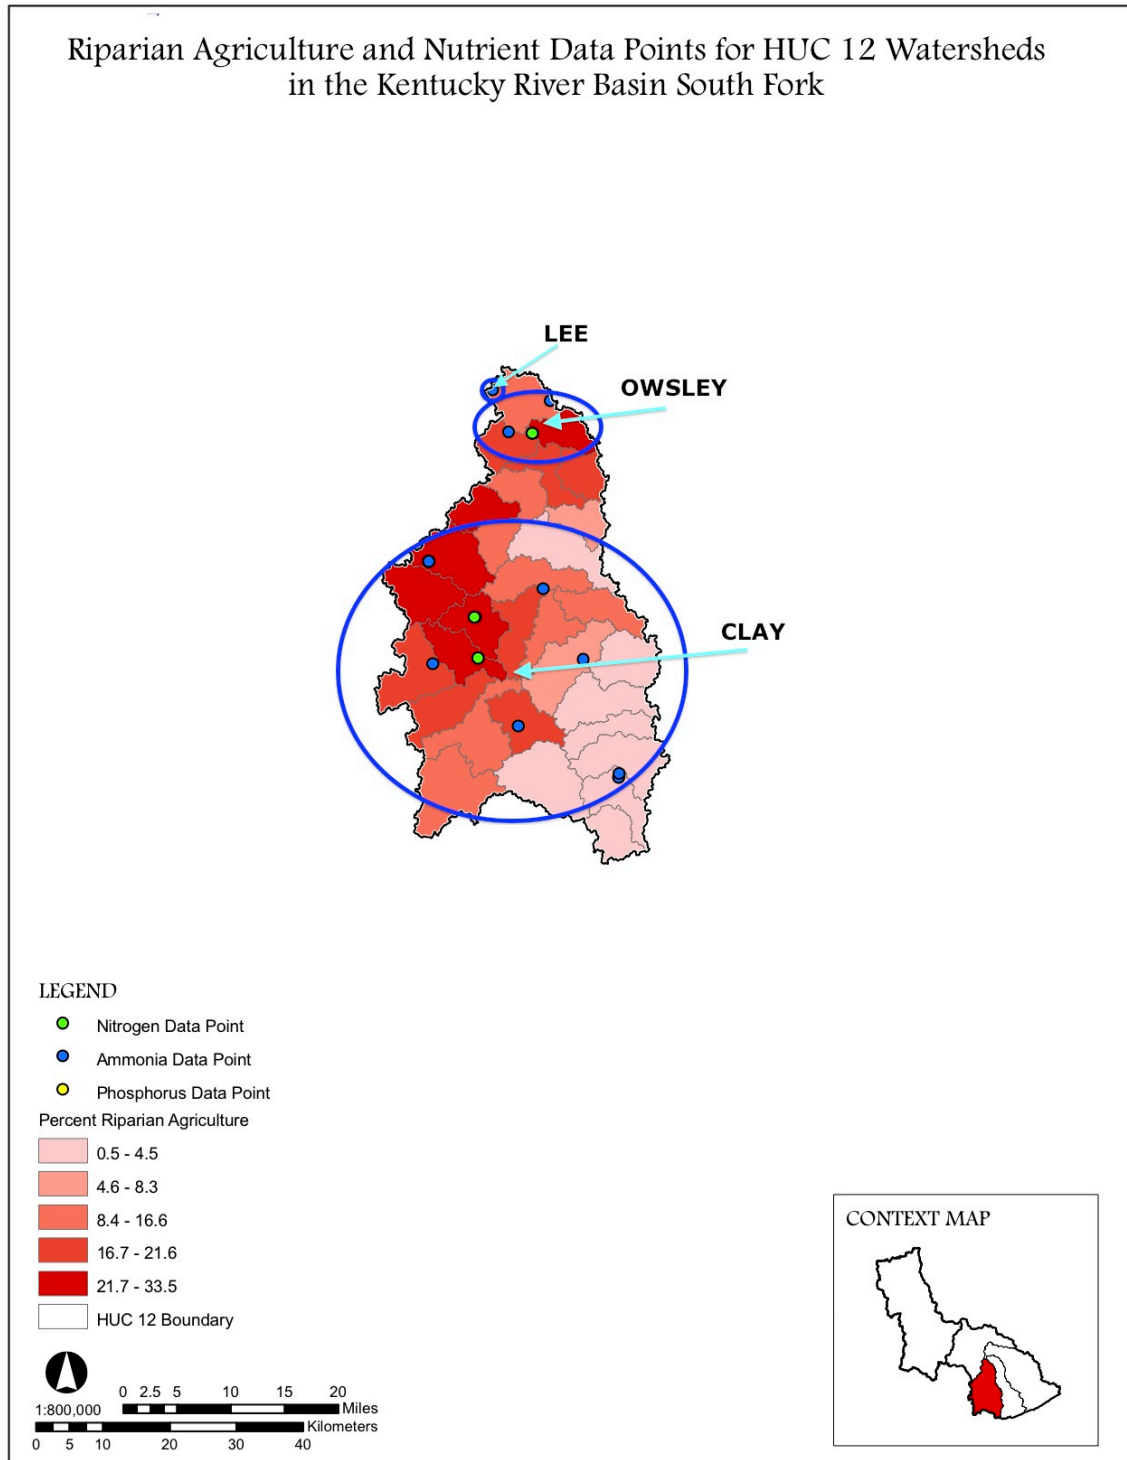 Riparian Agriculture and Nutrient Data Points for HUC 12 Watersheds
in the Kentucky River Basin South Fork
LEE
OWSLEY
CLAY
LEGEND
Nitrogen Data Point
Ammonia Data Point
Phosphorus Data Point
Percent Riparian Agriculture
0.5 - 4.5
4.6 - 8.3
8.4 - 16.6
16.7 - 21.6
21.7 - 33.5
HUC 12 Boundary
1:800,000
0 2.5 5 10 15 20
Miles
Kilometers
0 5 10 20 30 40
CONTEXT MAP